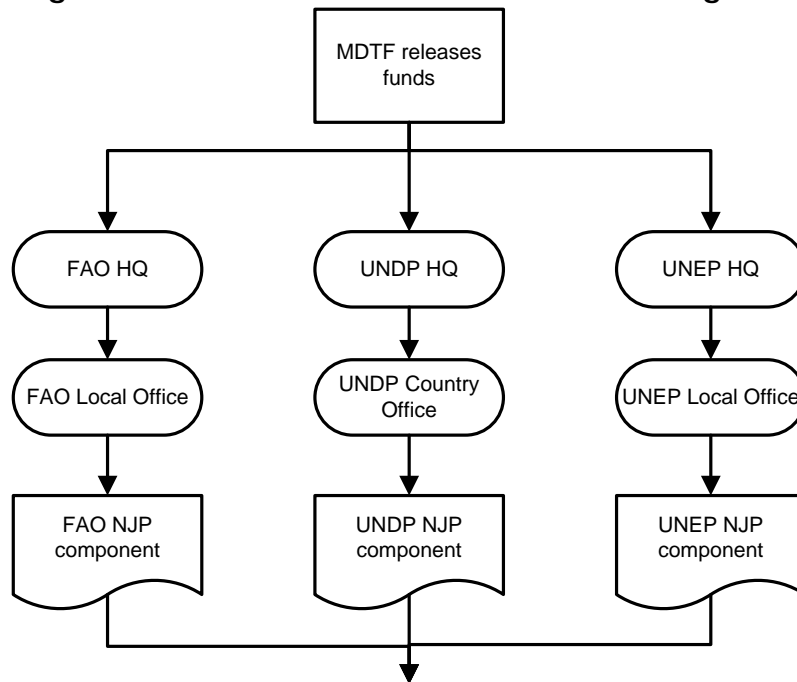 MDTF releases
funds
FAO HQ
UNDP HQ
UNEP HQ
FAO Local Office
UNDP Country
Office
UNEP Local Office
FAO NJP
component
UNDP NJP
component
UNEP NJP
component